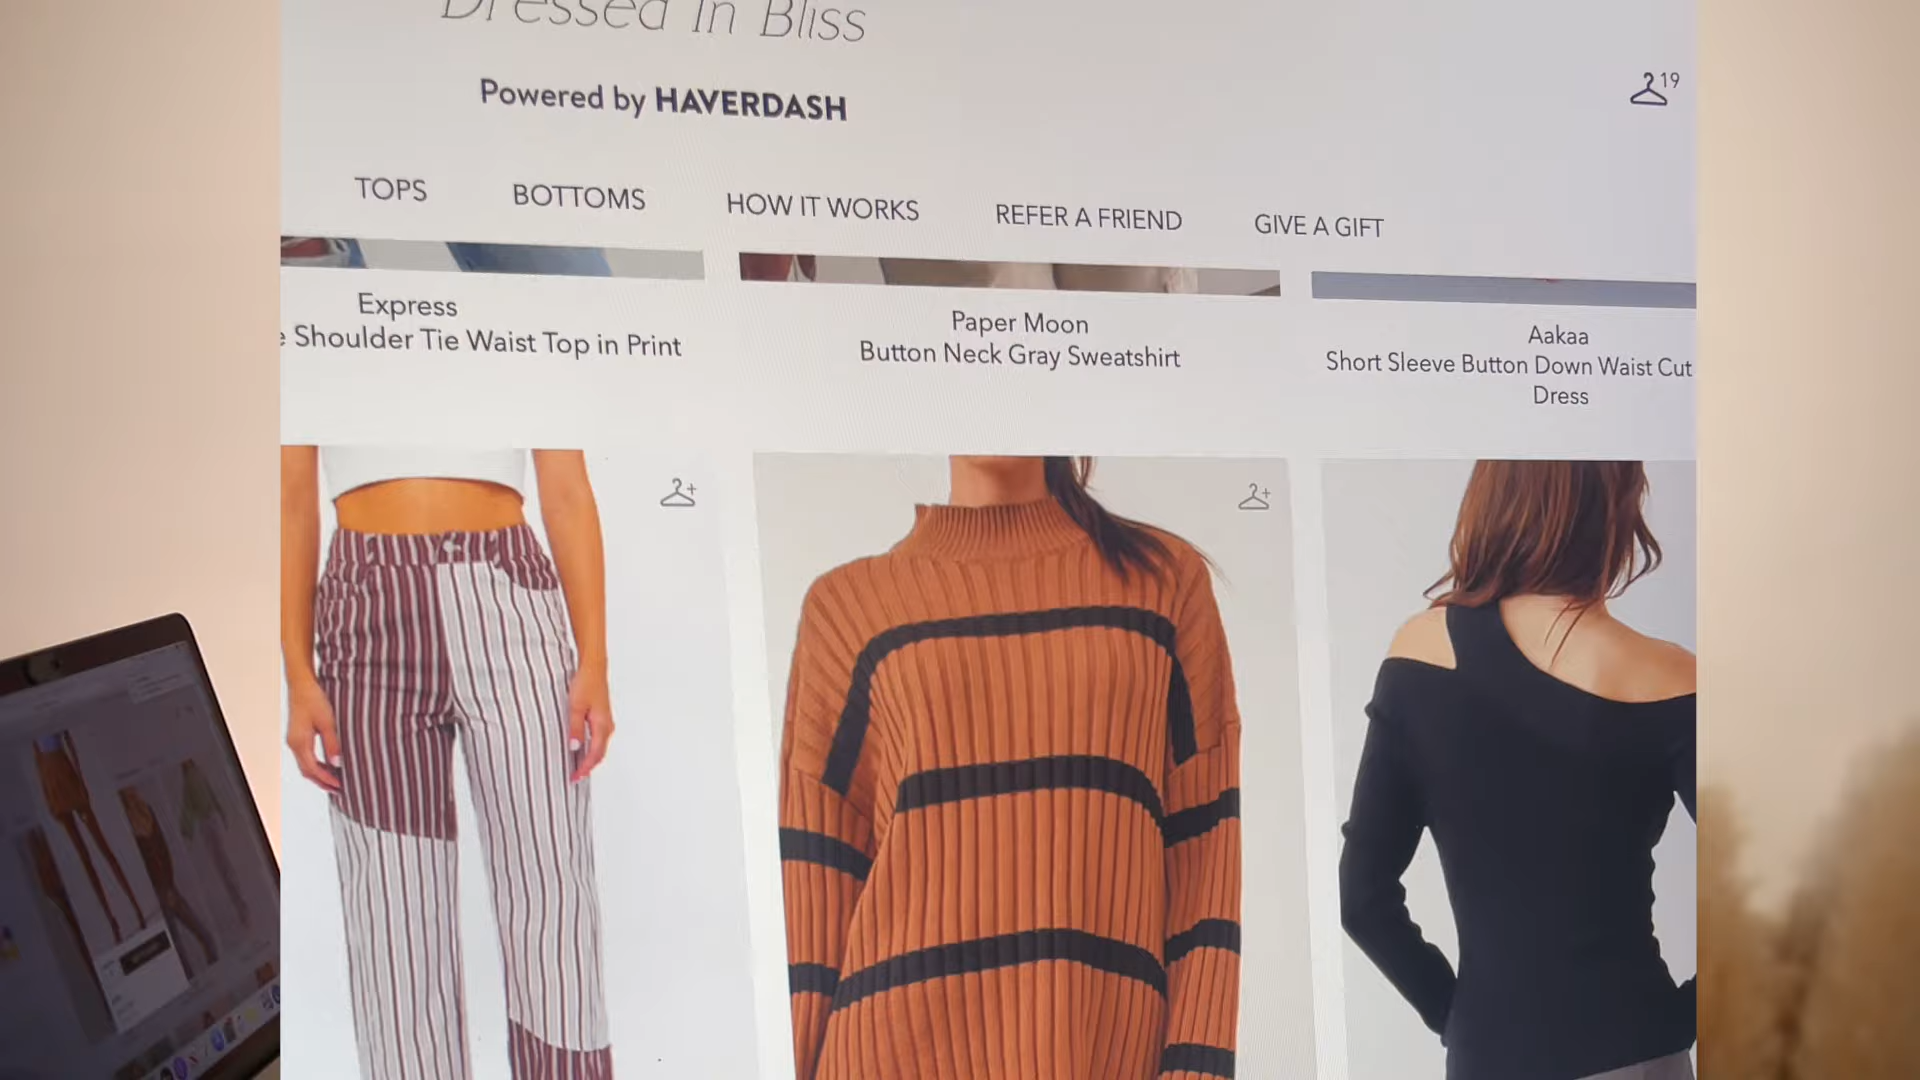 Dressed in Bliss
Powered by HAVERDASH
19
TOPS BOTTOMS HOW IT WORKS REFER A FRIEND GIVE A GIFT
Express
Shoulder Tie Waist Top in Print
Paper Moon
Button Neck Gray Sweatshirt
Aakaa
Short Sleeve Button Down Waist Cut
Dress